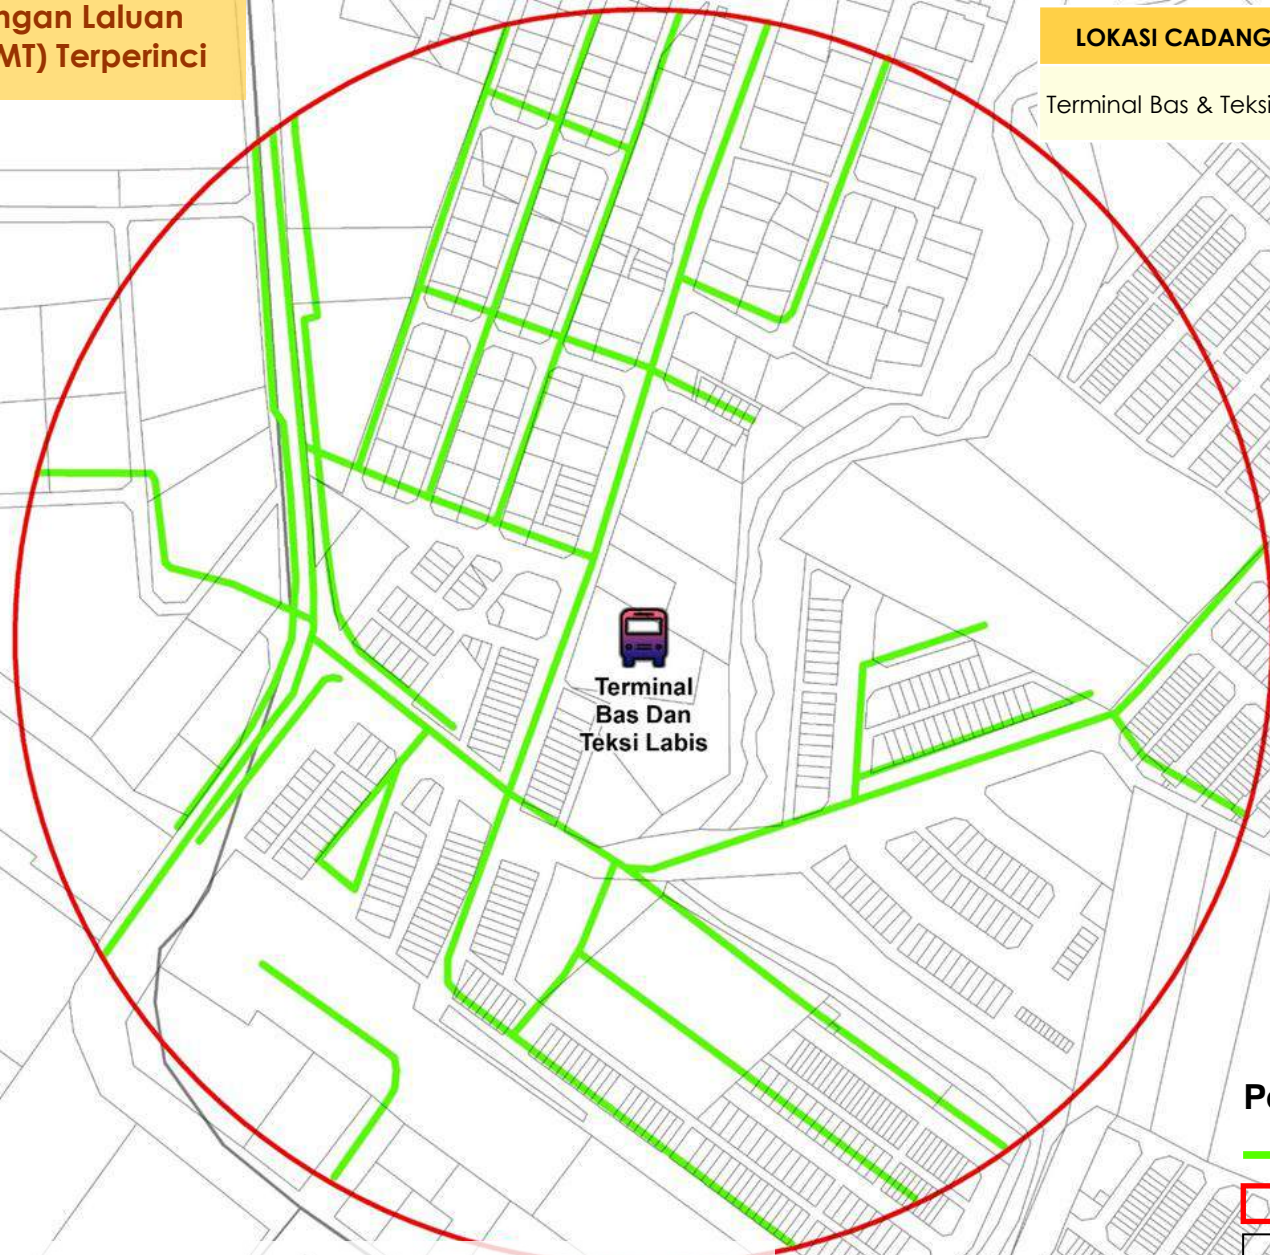 ngan Laluan
MT) Terperinci
LOKASI CADANG
Terminal Bas & Teksi
Terminal
Bas Dan
Teksi Labis